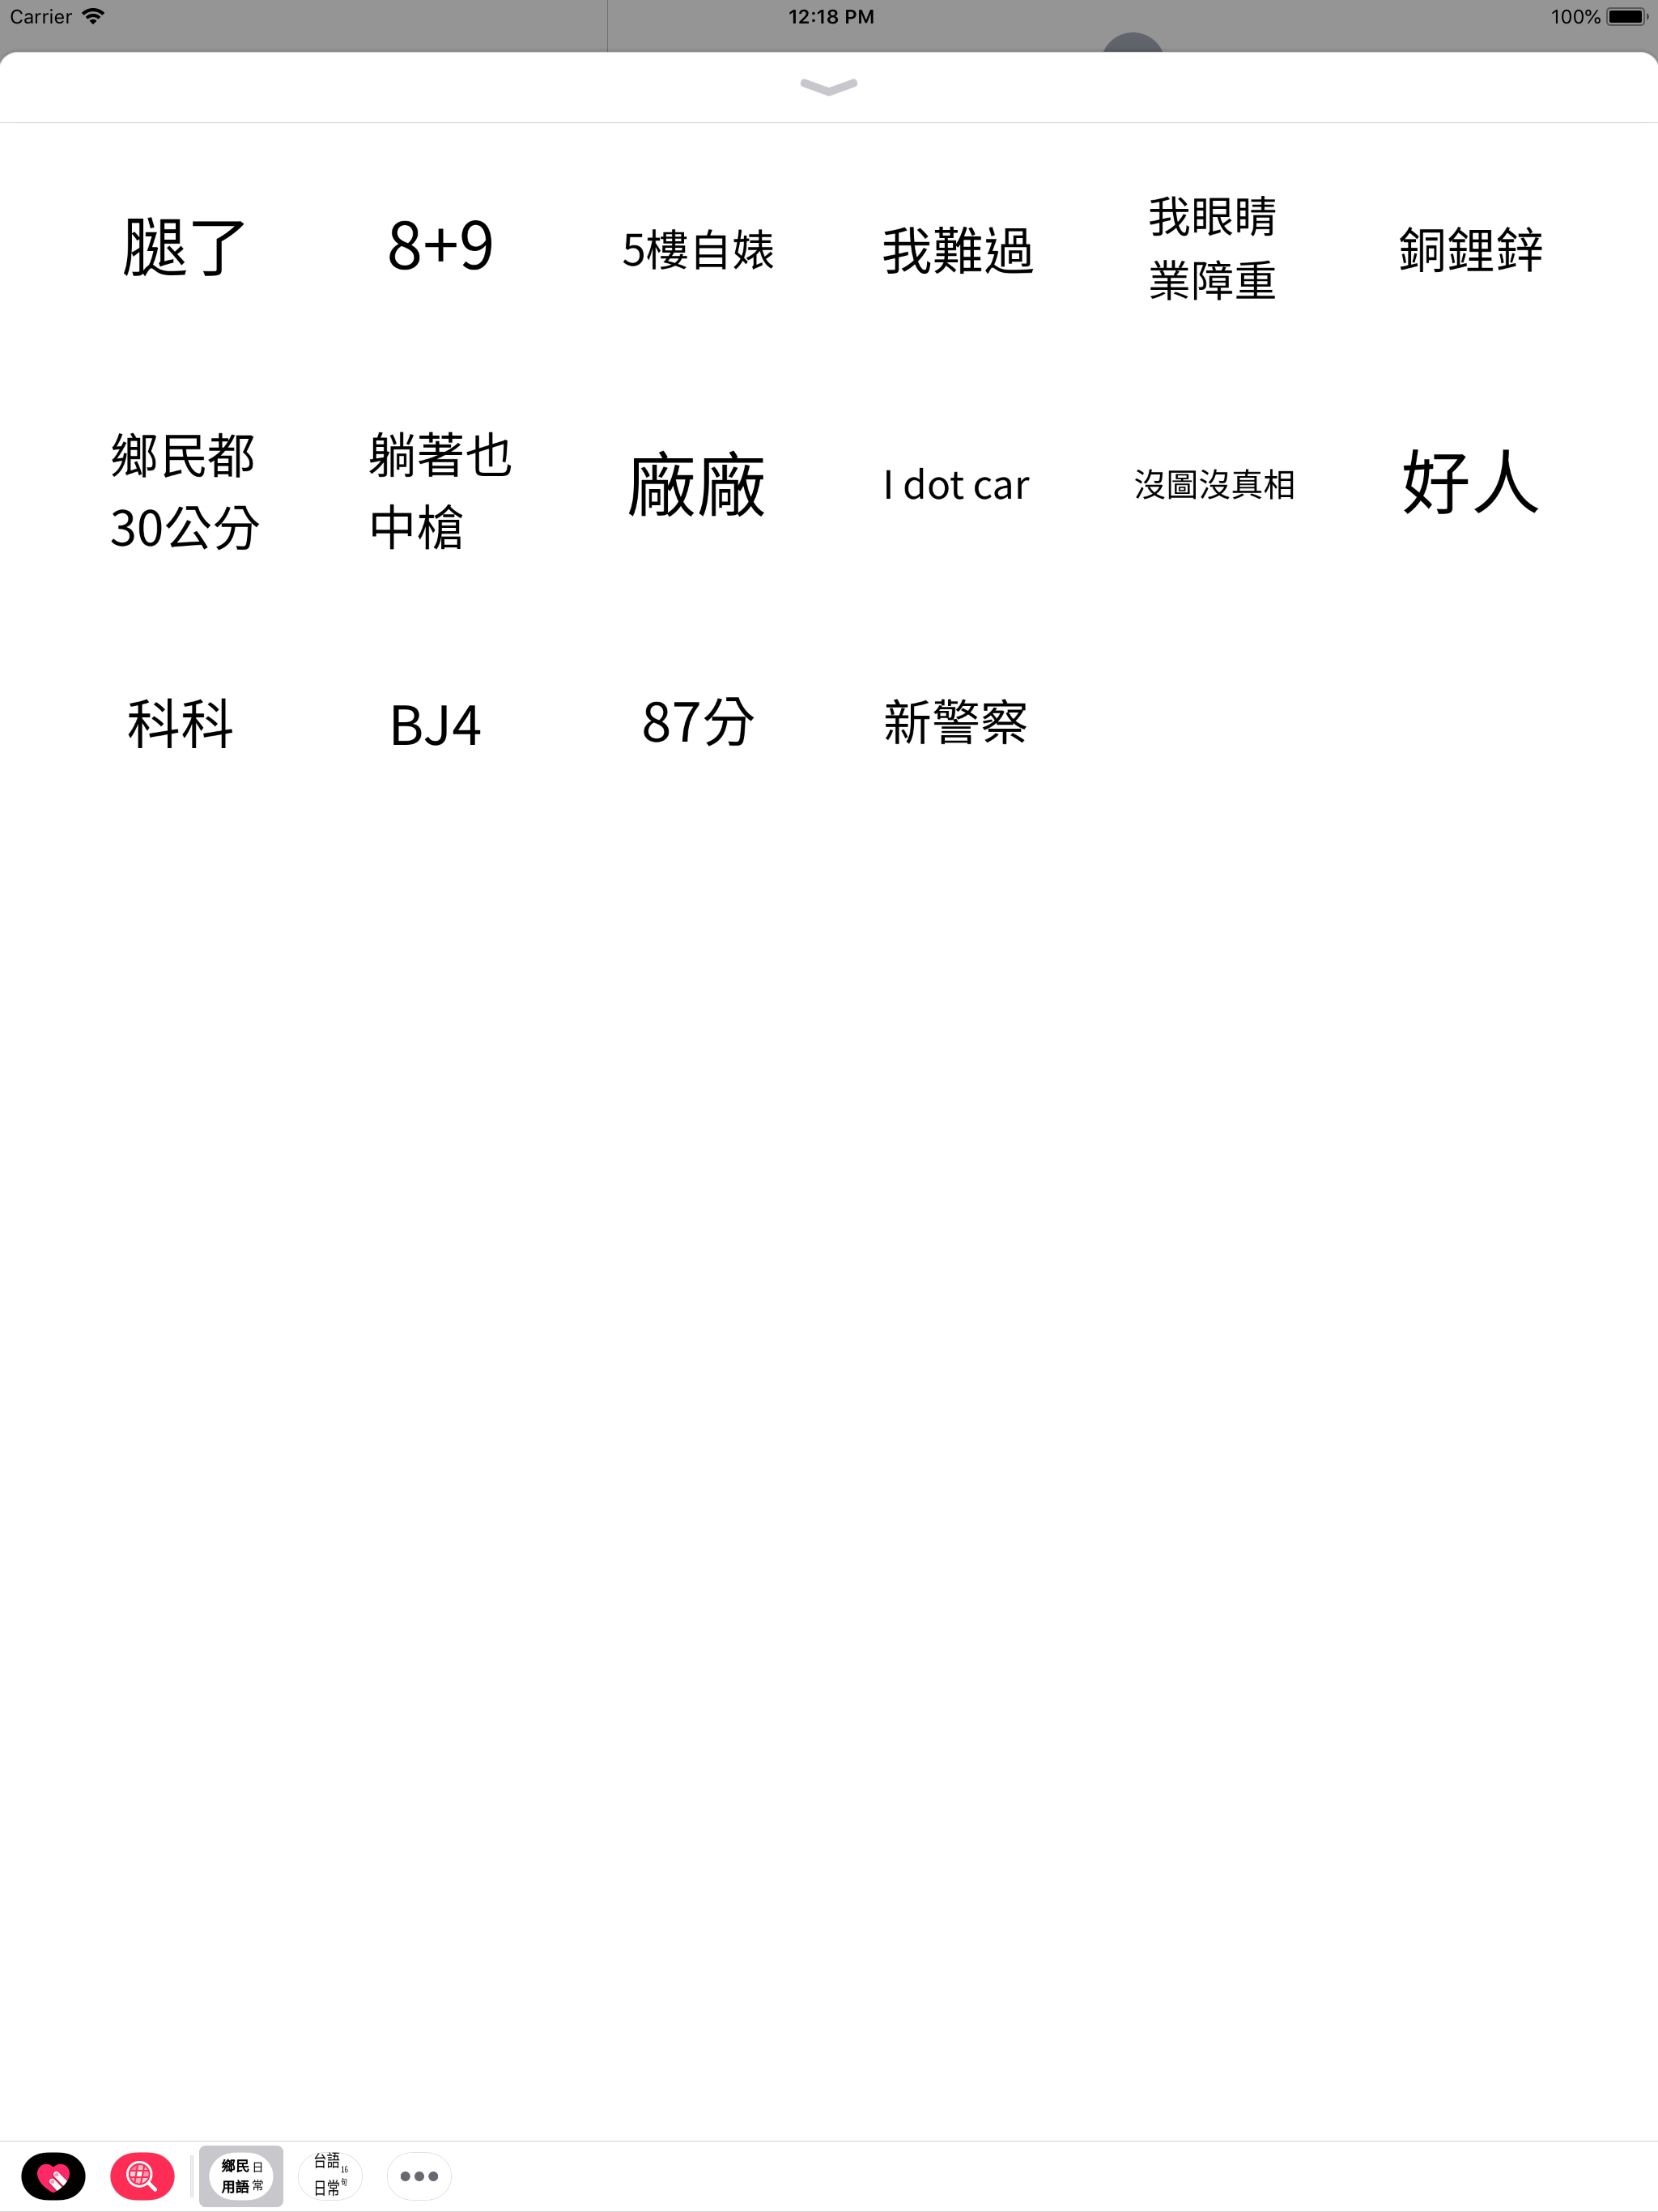 Carrier
12:18 PM
100%
腿了
8+9
5樓自婊
我難過
我眼睛
業障重
銅鋰鋅
鄉民都
30公分
躺著也
中槍
廠廠
I dot car
沒圖沒真相
好人
科科
BJ4
87分
新警察
鄉民日
用語常
台語16
日常句